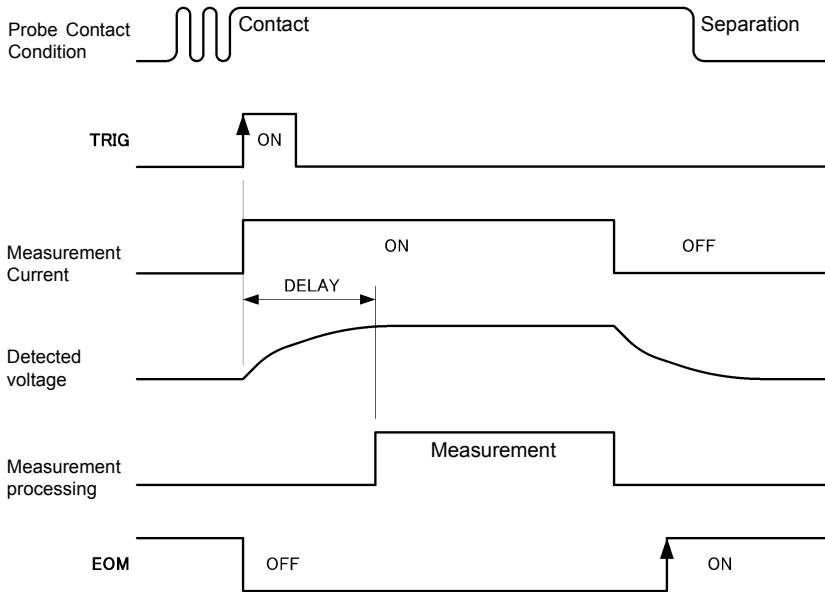 Probe Contact
Condition
Contact
Separation
TRIG
ON
Measurement
Current
ON
OFF
DELAY
Detected
voltage
Measurement
processing
Measurement
EOM
OFF
ON